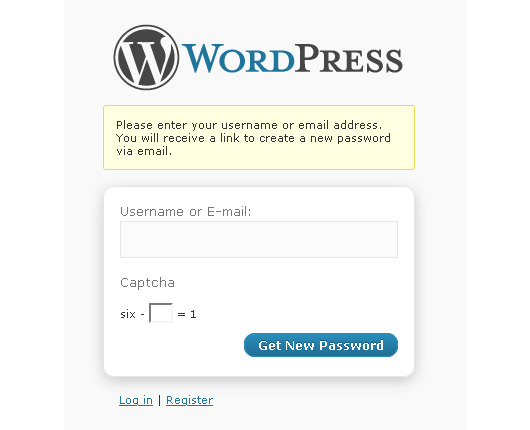 WORDPRESS
Please enter your username or email address.
You will receive a link to create a new password
via email.
Username or E-mail:
Captcha
six - = 1
Get New Password
Log in | Register